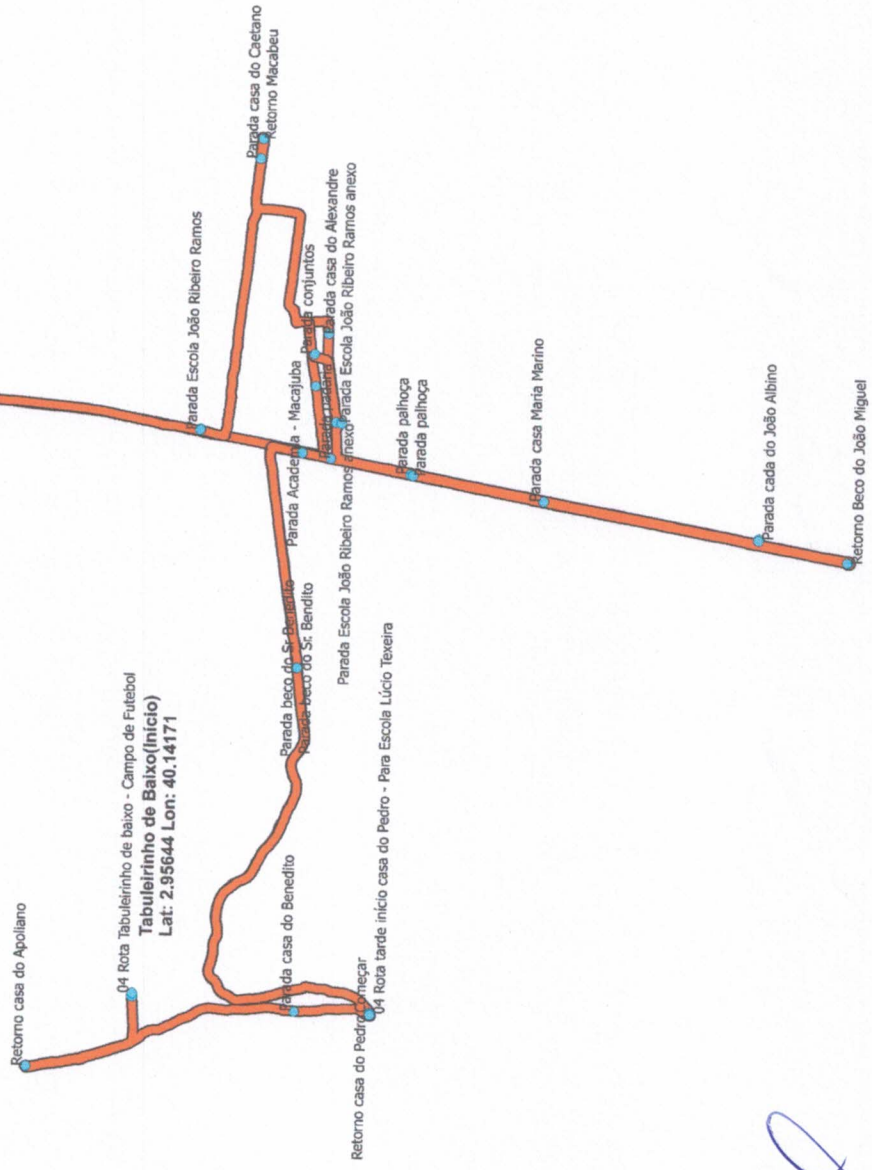 Retorno casa do Apoliano
04 Rota Tabuleirinho de baixo - Campo de Futebol
Tabuleirinho de Baixo(Início)
Lat: 2.95644 Lon: 40.14171
Parada casa do Benedito
Retorno casa do Pedro
Começar
04 Rota tarde início casa do Pedro - Para Escola Lúcio Texeira
Parada beco do Sr Benedito
Parada beco do Sr. Bendito
Parada Escola João Ribeiro Ramos
Parada Academia - Macajuba
Parada Escola João Ribeiro Ramos anexo
Parada conjuntos
Parada casa do Alexandre
Parada Escola João Ribeiro Ramos anexo
Parada casa do Caetano
Retorno Macabeu
Parada
Parada palhoça
Parada palhoça
Parada casa Maria Marino
Parada cada do João Albino
Retorno Beco do João Miguel